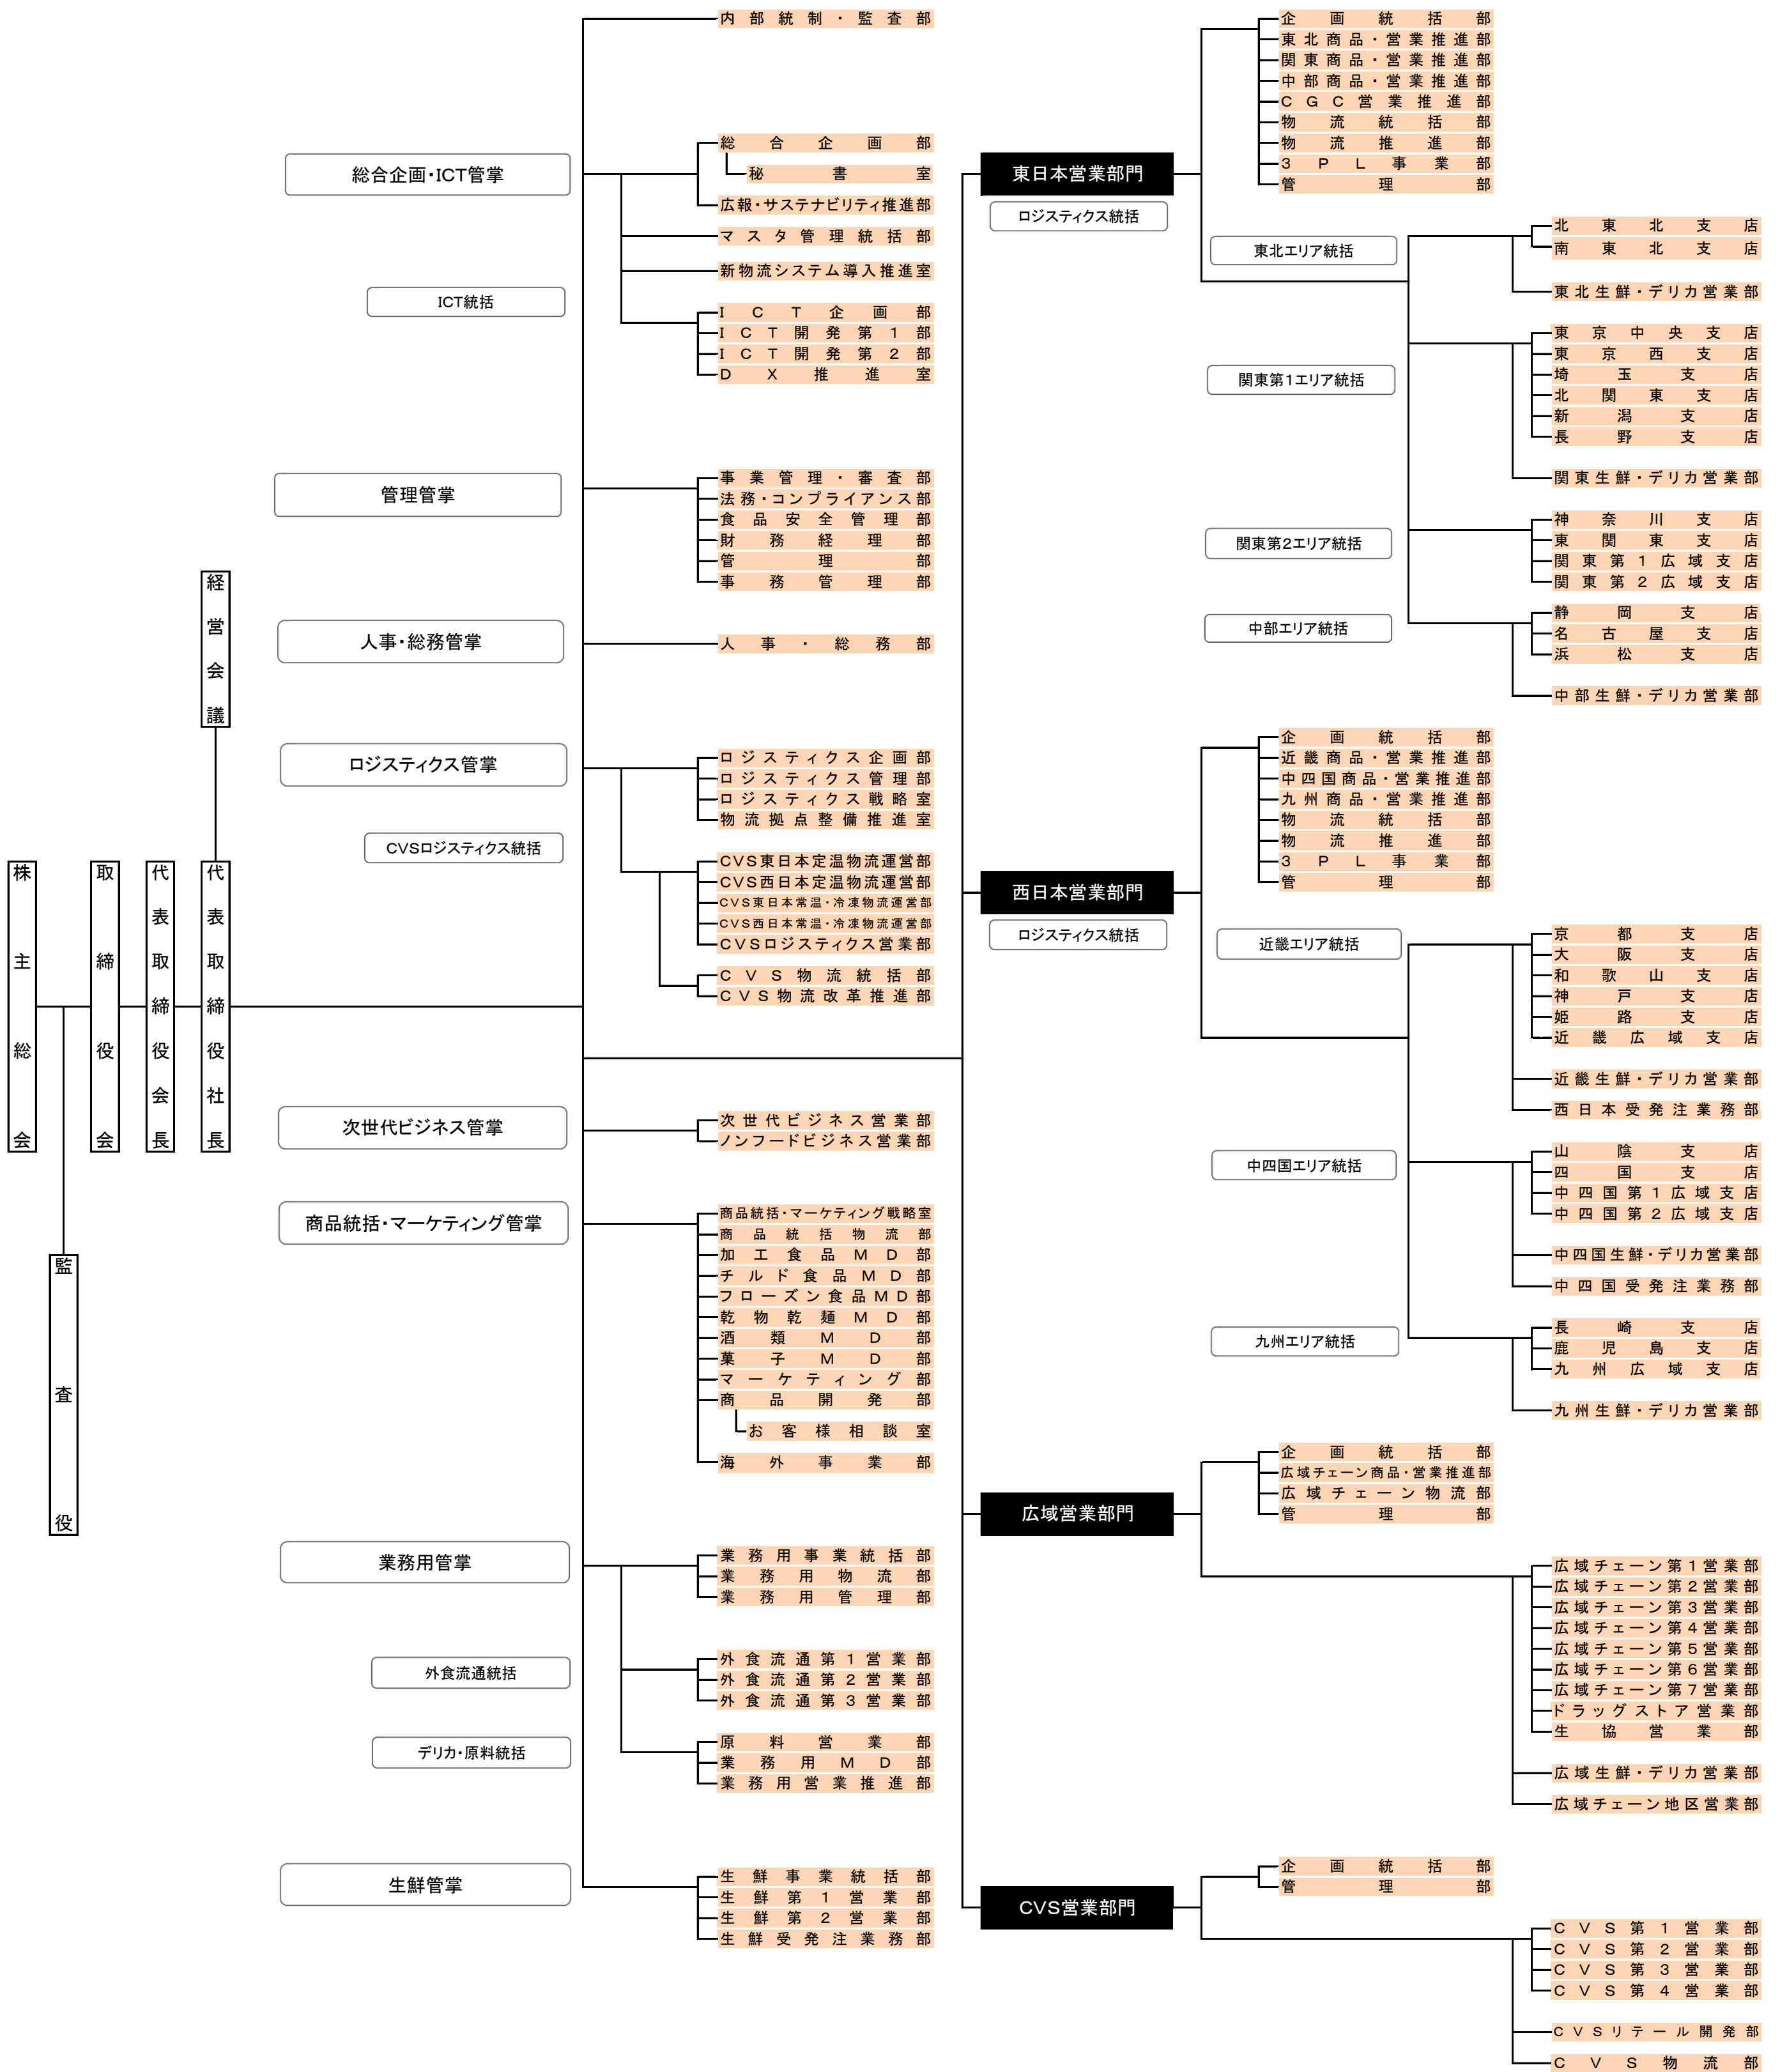 株主総会
監査役
取締役会
代表取締役会長
代表取締役社長
経営会議
内部統制・監査部
総合企画・ICT管掌
総合企画部
秘書室
広報・サステナビリティ推進部
マスタ管理統括部
新物流システム導入推進室
ICT統括
ICT企画部
ICT開発第1部
ICT開発第2部
DX推進室
管理管掌
事業管理・審査部
法務・コンプライアンス部
食品安全管理部
財務経理部
管理部
事務管理部
人事・総務管掌
人事・総務部
ロジスティクス管掌
ロジスティクス企画部
ロジスティクス管理部
ロジスティクス戦略室
物流拠点整備推進室
CVSロジスティクス統括
CVS東日本定温物流運営部
CVS西日本定温物流運営部
CVS東日本常温・冷凍物流運営部
CVS西日本常温・冷凍物流運営部
CVSロジスティクス営業部
CVS物流統括部
CVS物流改革推進部
次世代ビジネス管掌
次世代ビジネス営業部
ノンフードビジネス営業部
商品統括・マーケティング管掌
商品統括・マーケティング戦略室
商品統括物流部
加工食品MD部
チルド食品MD部
フローズン食品MD部
乾物乾麺MD部
酒類MD部
菓子MD部
マーケティング部
商品開発部
お客様相談室
海外事業部
業務用管掌
業務用事業統括部
業務用物流部
業務用管理部
外食流通統括
外食流通第1営業部
外食流通第2営業部
外食流通第3営業部
デリカ・原料統括
原料営業部
業務用MD部
業務用営業推進部
生鮮管掌
生鮮事業統括部
生鮮第1営業部
生鮮第2営業部
生鮮受発注業務部
東日本営業部門
ロジスティクス統括
企画統括部
東北商品・営業推進部
関東商品・営業推進部
中部商品・営業推進部
CGC営業推進部
物流統括部
物流推進部
3PL事業部
管理部
東北エリア統括
北東北支店
南東北支店
東北生鮮・デリカ営業部
関東第1エリア統括
東京中央支店
東京西支店
埼玉支店
北関東支店
新潟支店
長野支店
関東生鮮・デリカ営業部
関東第2エリア統括
神奈川支店
東関東支店
関東第1広域支店
関東第2広域支店
中部エリア統括
静岡支店
名古屋支店
浜松支店
中部生鮮・デリカ営業部
西日本営業部門
ロジスティクス統括
企画統括部
近畿商品・営業推進部
中四国商品・営業推進部
九州商品・営業推進部
物流統括部
物流推進部
3PL事業部
管理部
近畿エリア統括
京都支店
大阪支店
和歌山支店
神戸支店
姫路支店
近畿広域支店
近畿生鮮・デリカ営業部
西日本受発注業務部
中四国エリア統括
山陰支店
四国支店
中四国第1広域支店
中四国第2広域支店
中四国生鮮・デリカ営業部
中四国受発注業務部
九州エリア統括
長崎支店
鹿児島支店
九州広域支店
九州生鮮・デリカ営業部
広域営業部門
企画統括部
広域チェーン商品・営業推進部
広域チェーン物流部
管理部
広域チェーン第1営業部
広域チェーン第2営業部
広域チェーン第3営業部
広域チェーン第4営業部
広域チェーン第5営業部
広域チェーン第6営業部
広域チェーン第7営業部
ドラッグストア営業部
生協営業部
広域生鮮・デリカ営業部
広域チェーン地区営業部
CVS営業部門
企画統括部
管理部
CVS第1営業部
CVS第2営業部
CVS第3営業部
CVS第4営業部
CVSリテール開発部
CVS物流部